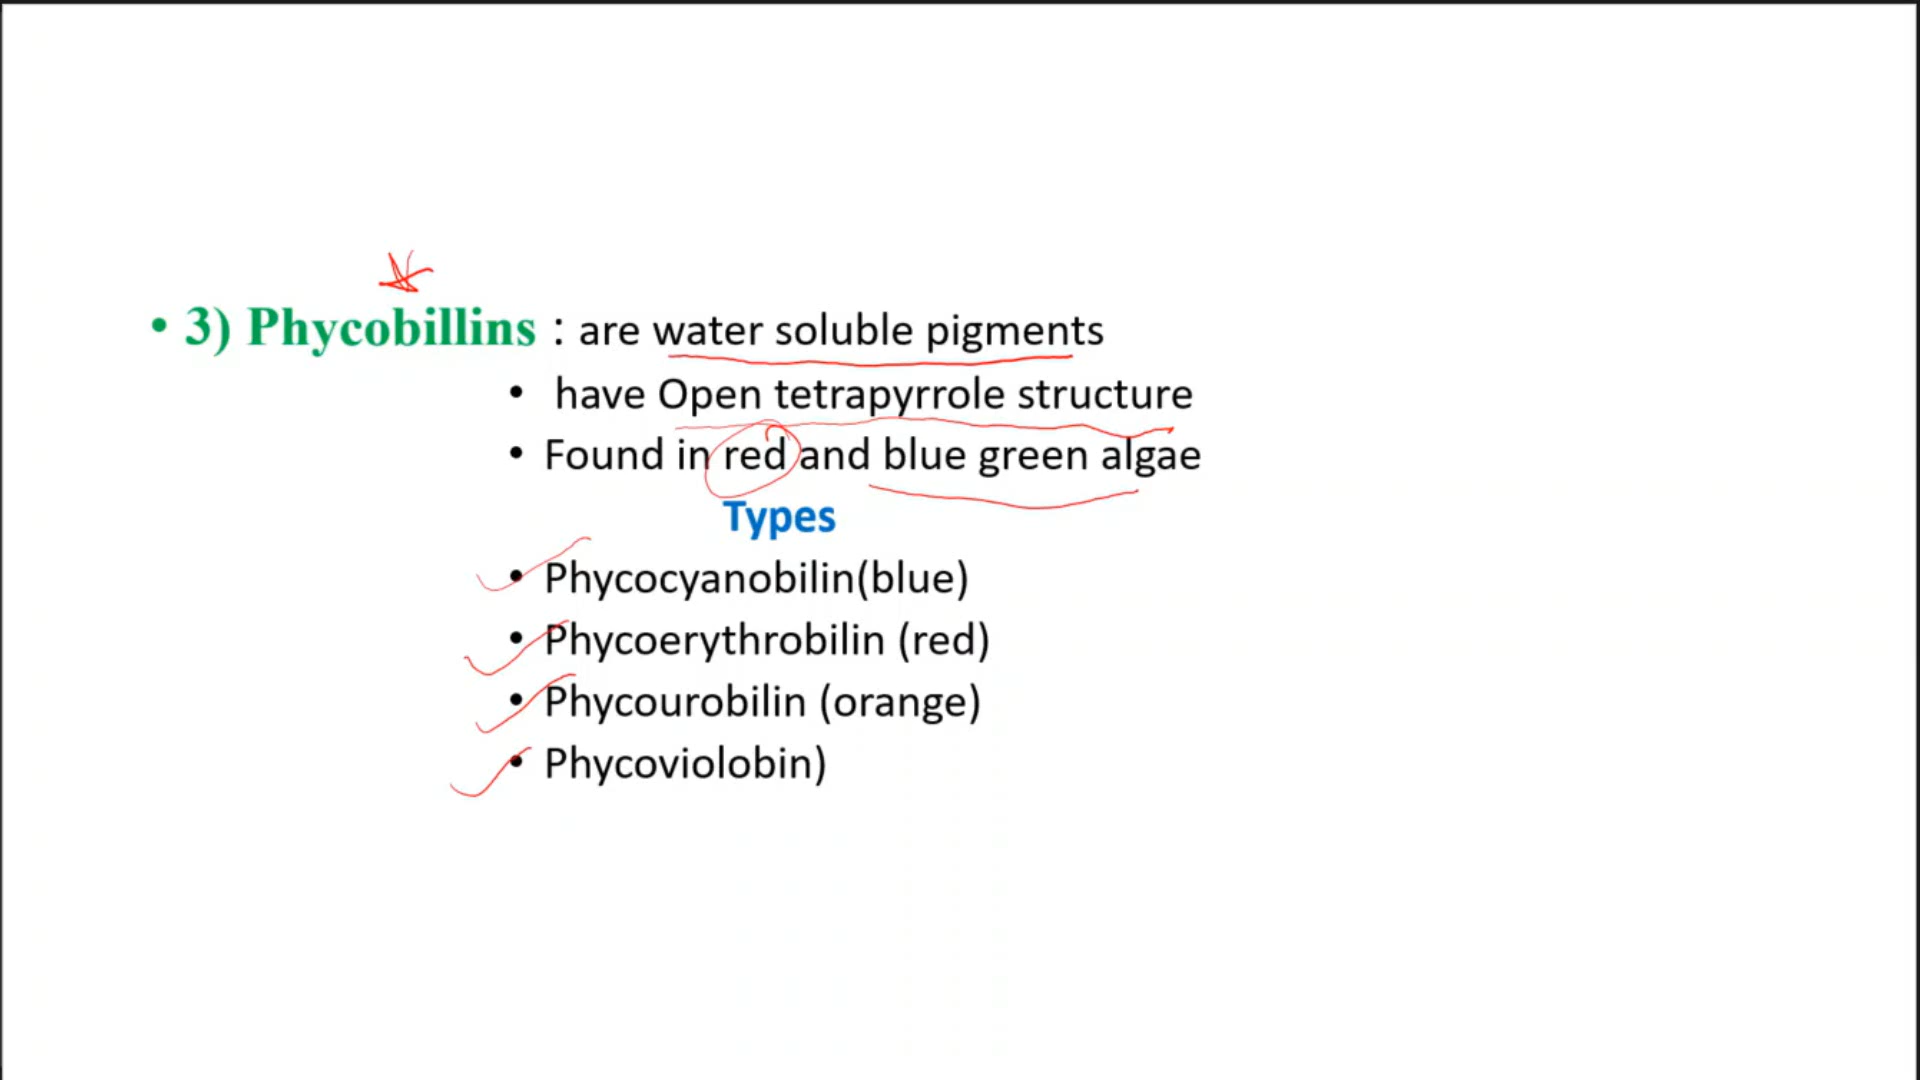 • 3) Phycobillins : are water soluble pigments
• have Open tetrapyrrole structure
• Found in red and blue green algae
Types
• Phycocyanobilin(blue)
• Phycoerythrobilin (red)
• Phycourobilin (orange)
• Phycoviolobin)